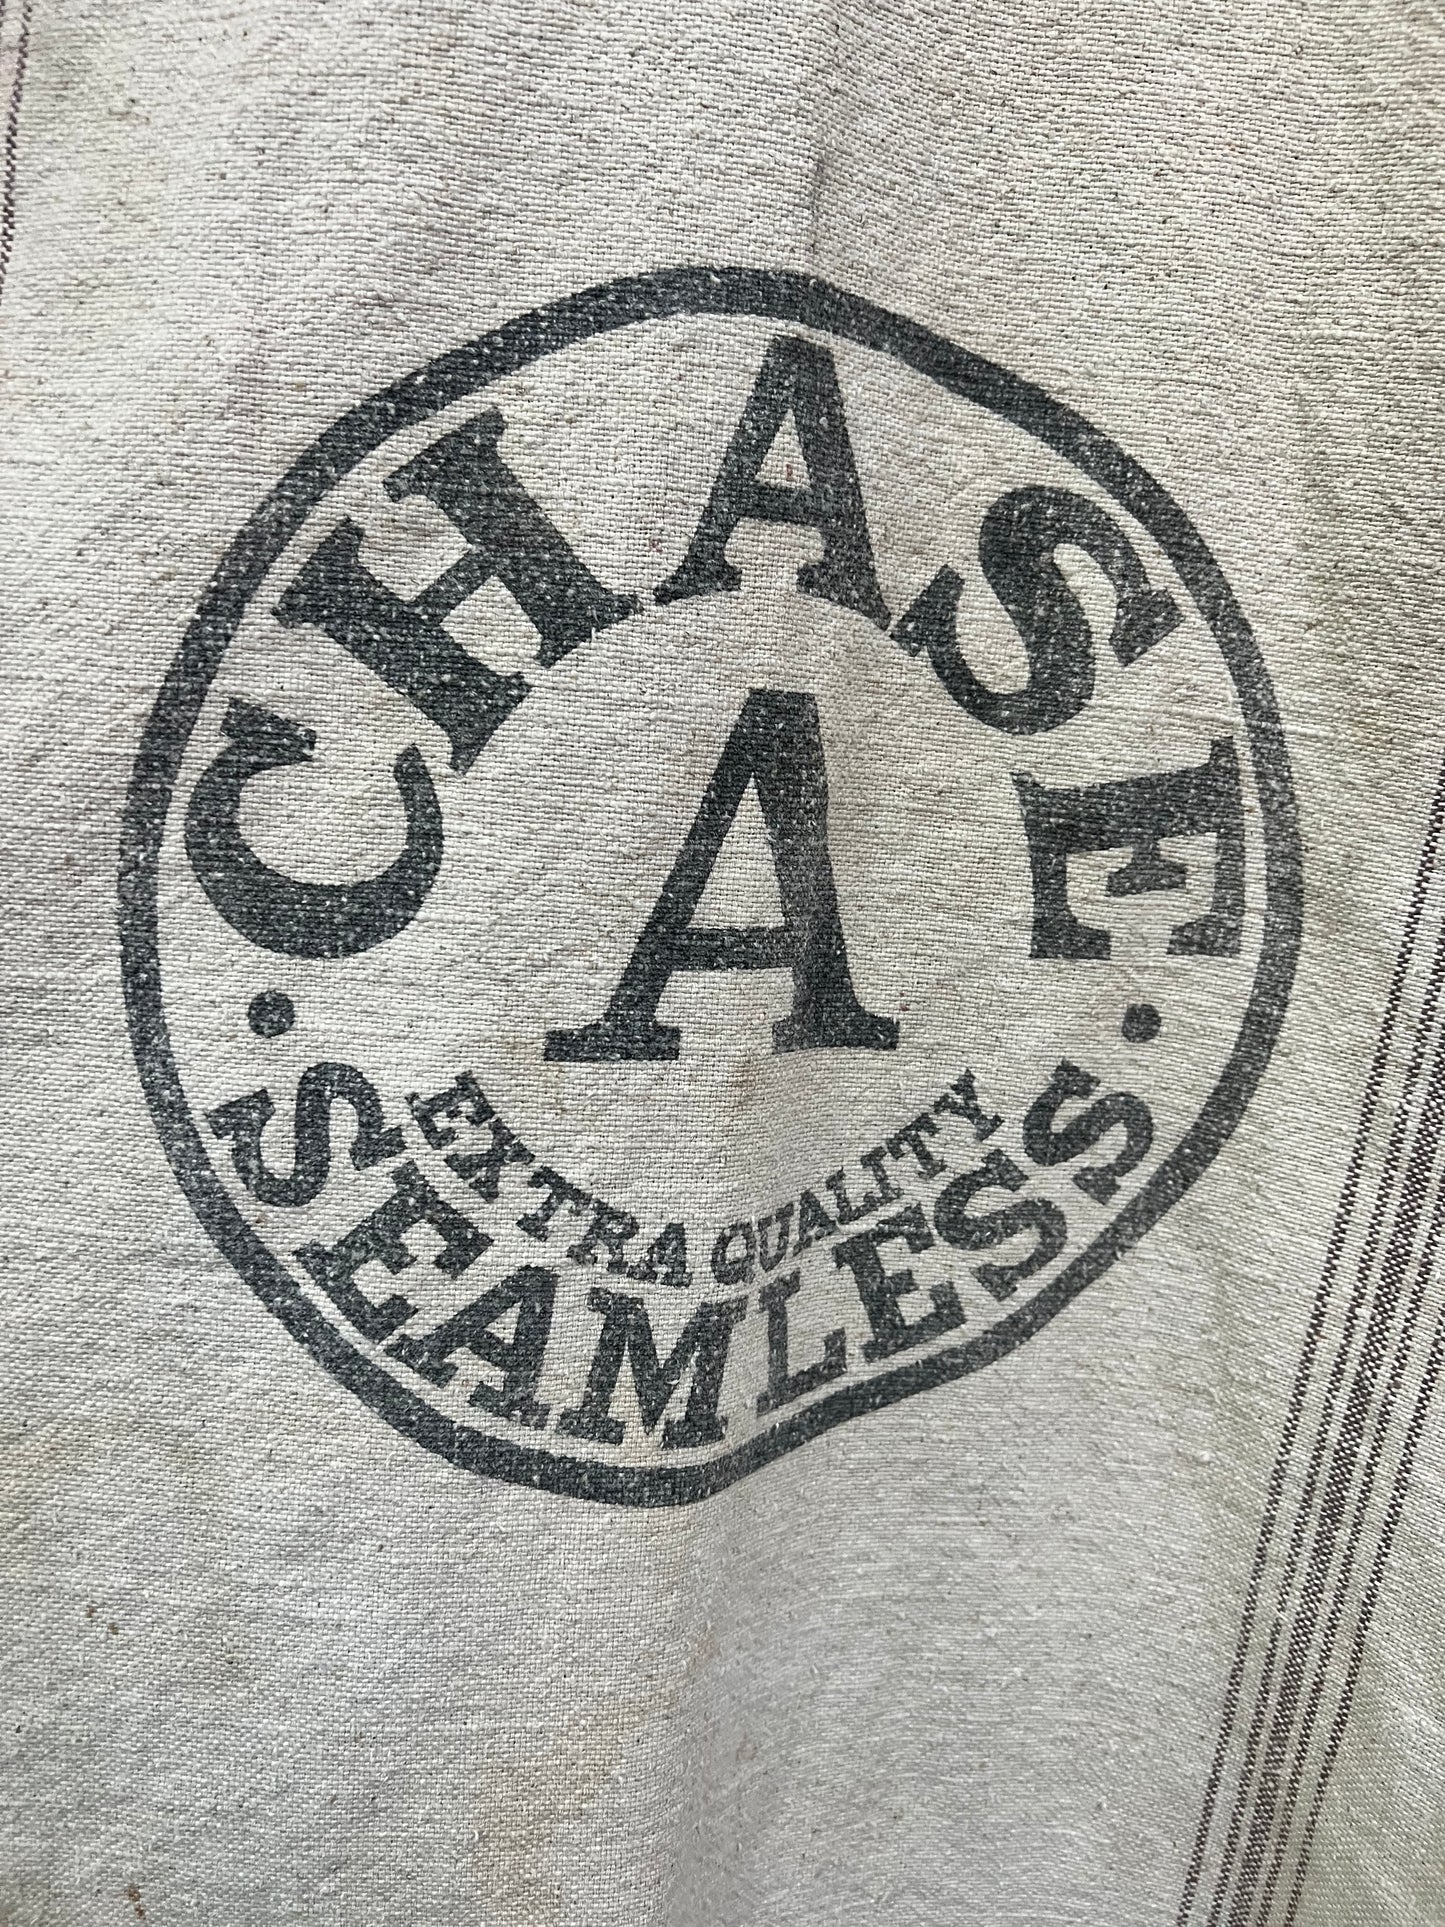 CHASE
A
EXTRA QUALITY
• SEAMLESS •